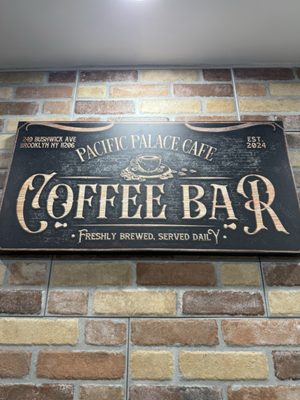 249 BUSHWICK AVE
BROOKLYN NY 11206
EST.
2024
PACIFIC PALACE CAFE
COFFEE BAR
FRESHLY BREWED, SERVED DAILY